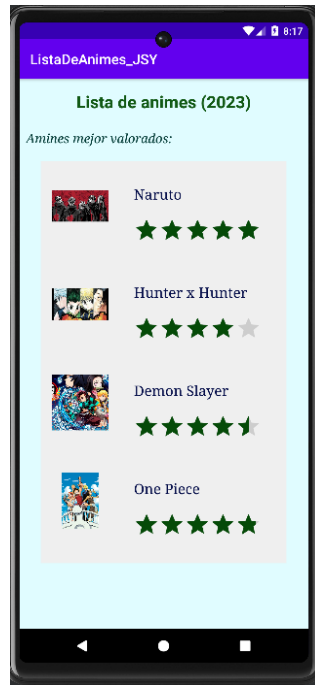 8:17
ListaDeAnimes_JSY
Lista de animes (2023)
Amines mejor valorados:
Naruto
Hunter x Hunter
Demon Slayer
One Piece